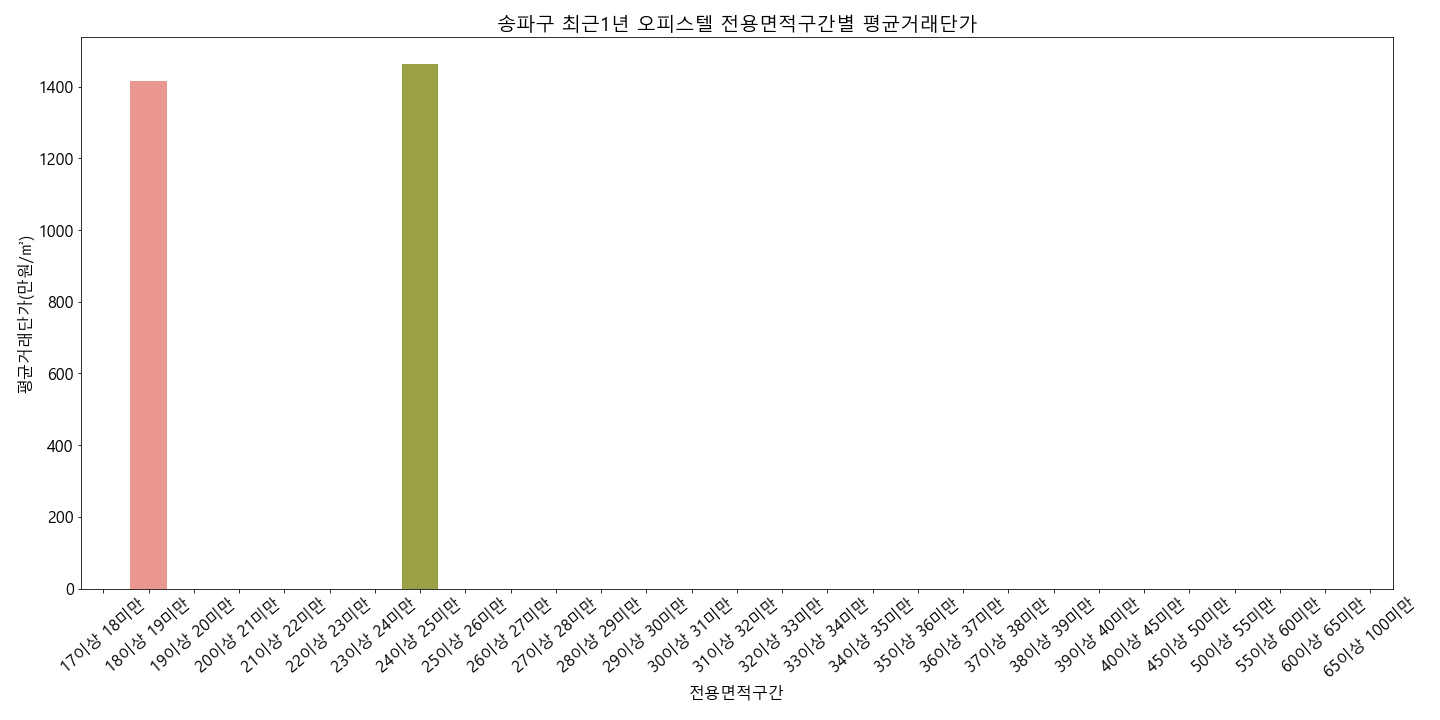 송파구 최근1년 오피스텔 전용면적구간별 평균거래단가
평균거래단가(만원/㎡)
1400
1200
1000
800
600
400
200
0
17이상 18미만
18이상 19미만
19이상 20미만
20이상 21미만
21이상 22미만
22이상 23미만
23이상 24미만
24이상 25미만
25이상 26미만
26이상 27미만
27이상 28미만
28이상 29미만
29이상 30미만
30이상 31미만
31이상 32미만
32이상 33미만
33이상 34미만
34이상 35미만
35이상 36미만
36이상 37미만
37이상 38미만
38이상 39미만
39이상 40미만
40이상 45미만
45이상 50미만
50이상 55미만
55이상 60미만
60이상 65미만
65이상 100미만
전용면적구간